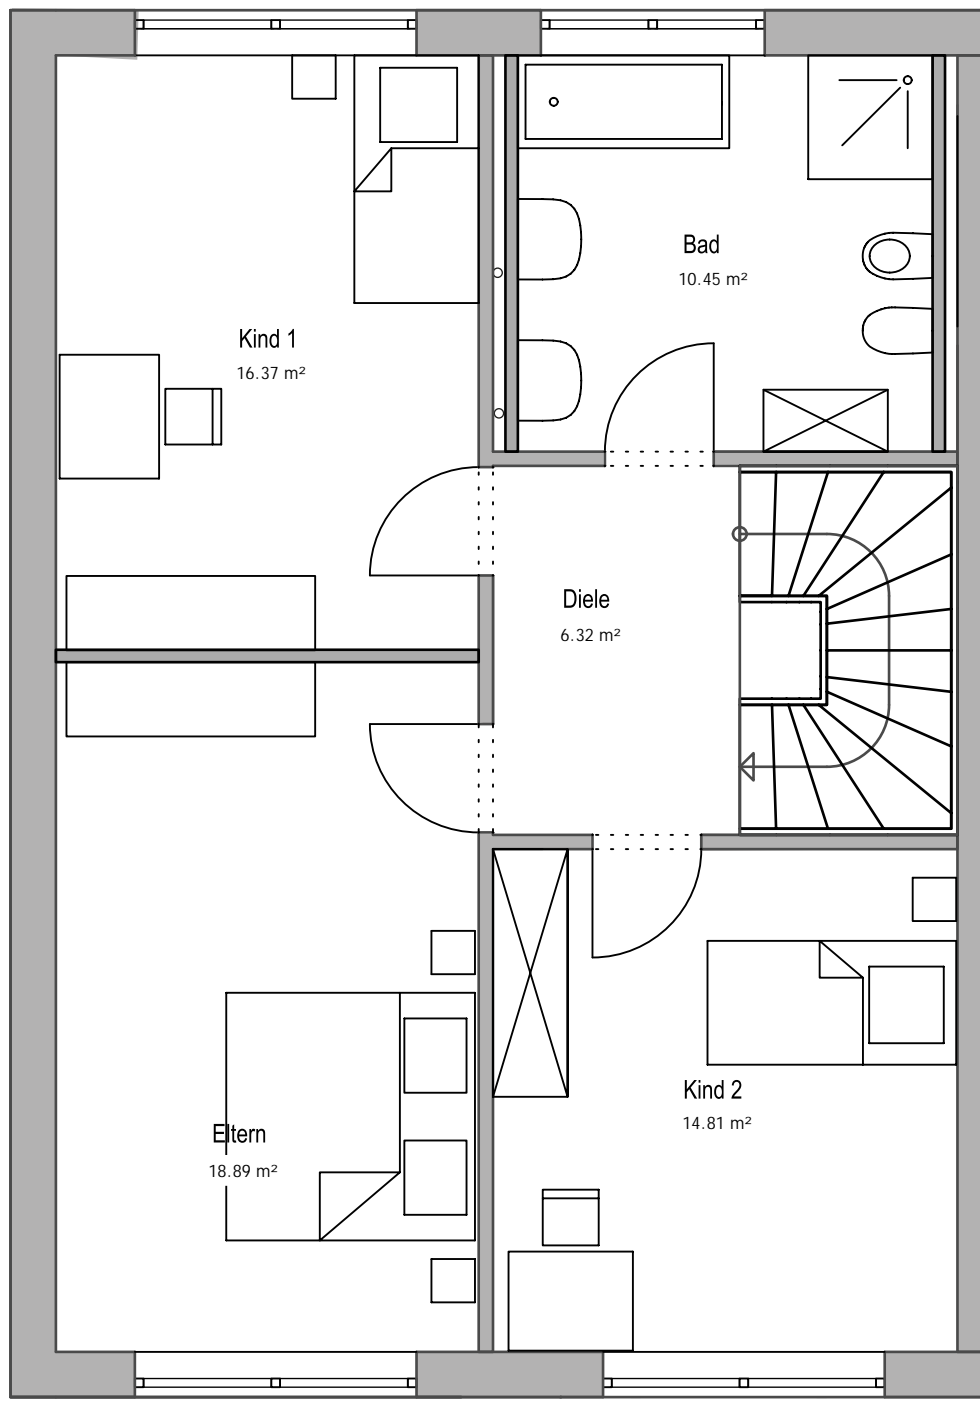 Bad
10.45 m²
Kind 1
16.37 m²
Diele
6.32 m²
Kind 2
14.81 m²
Eltern
18.89 m²